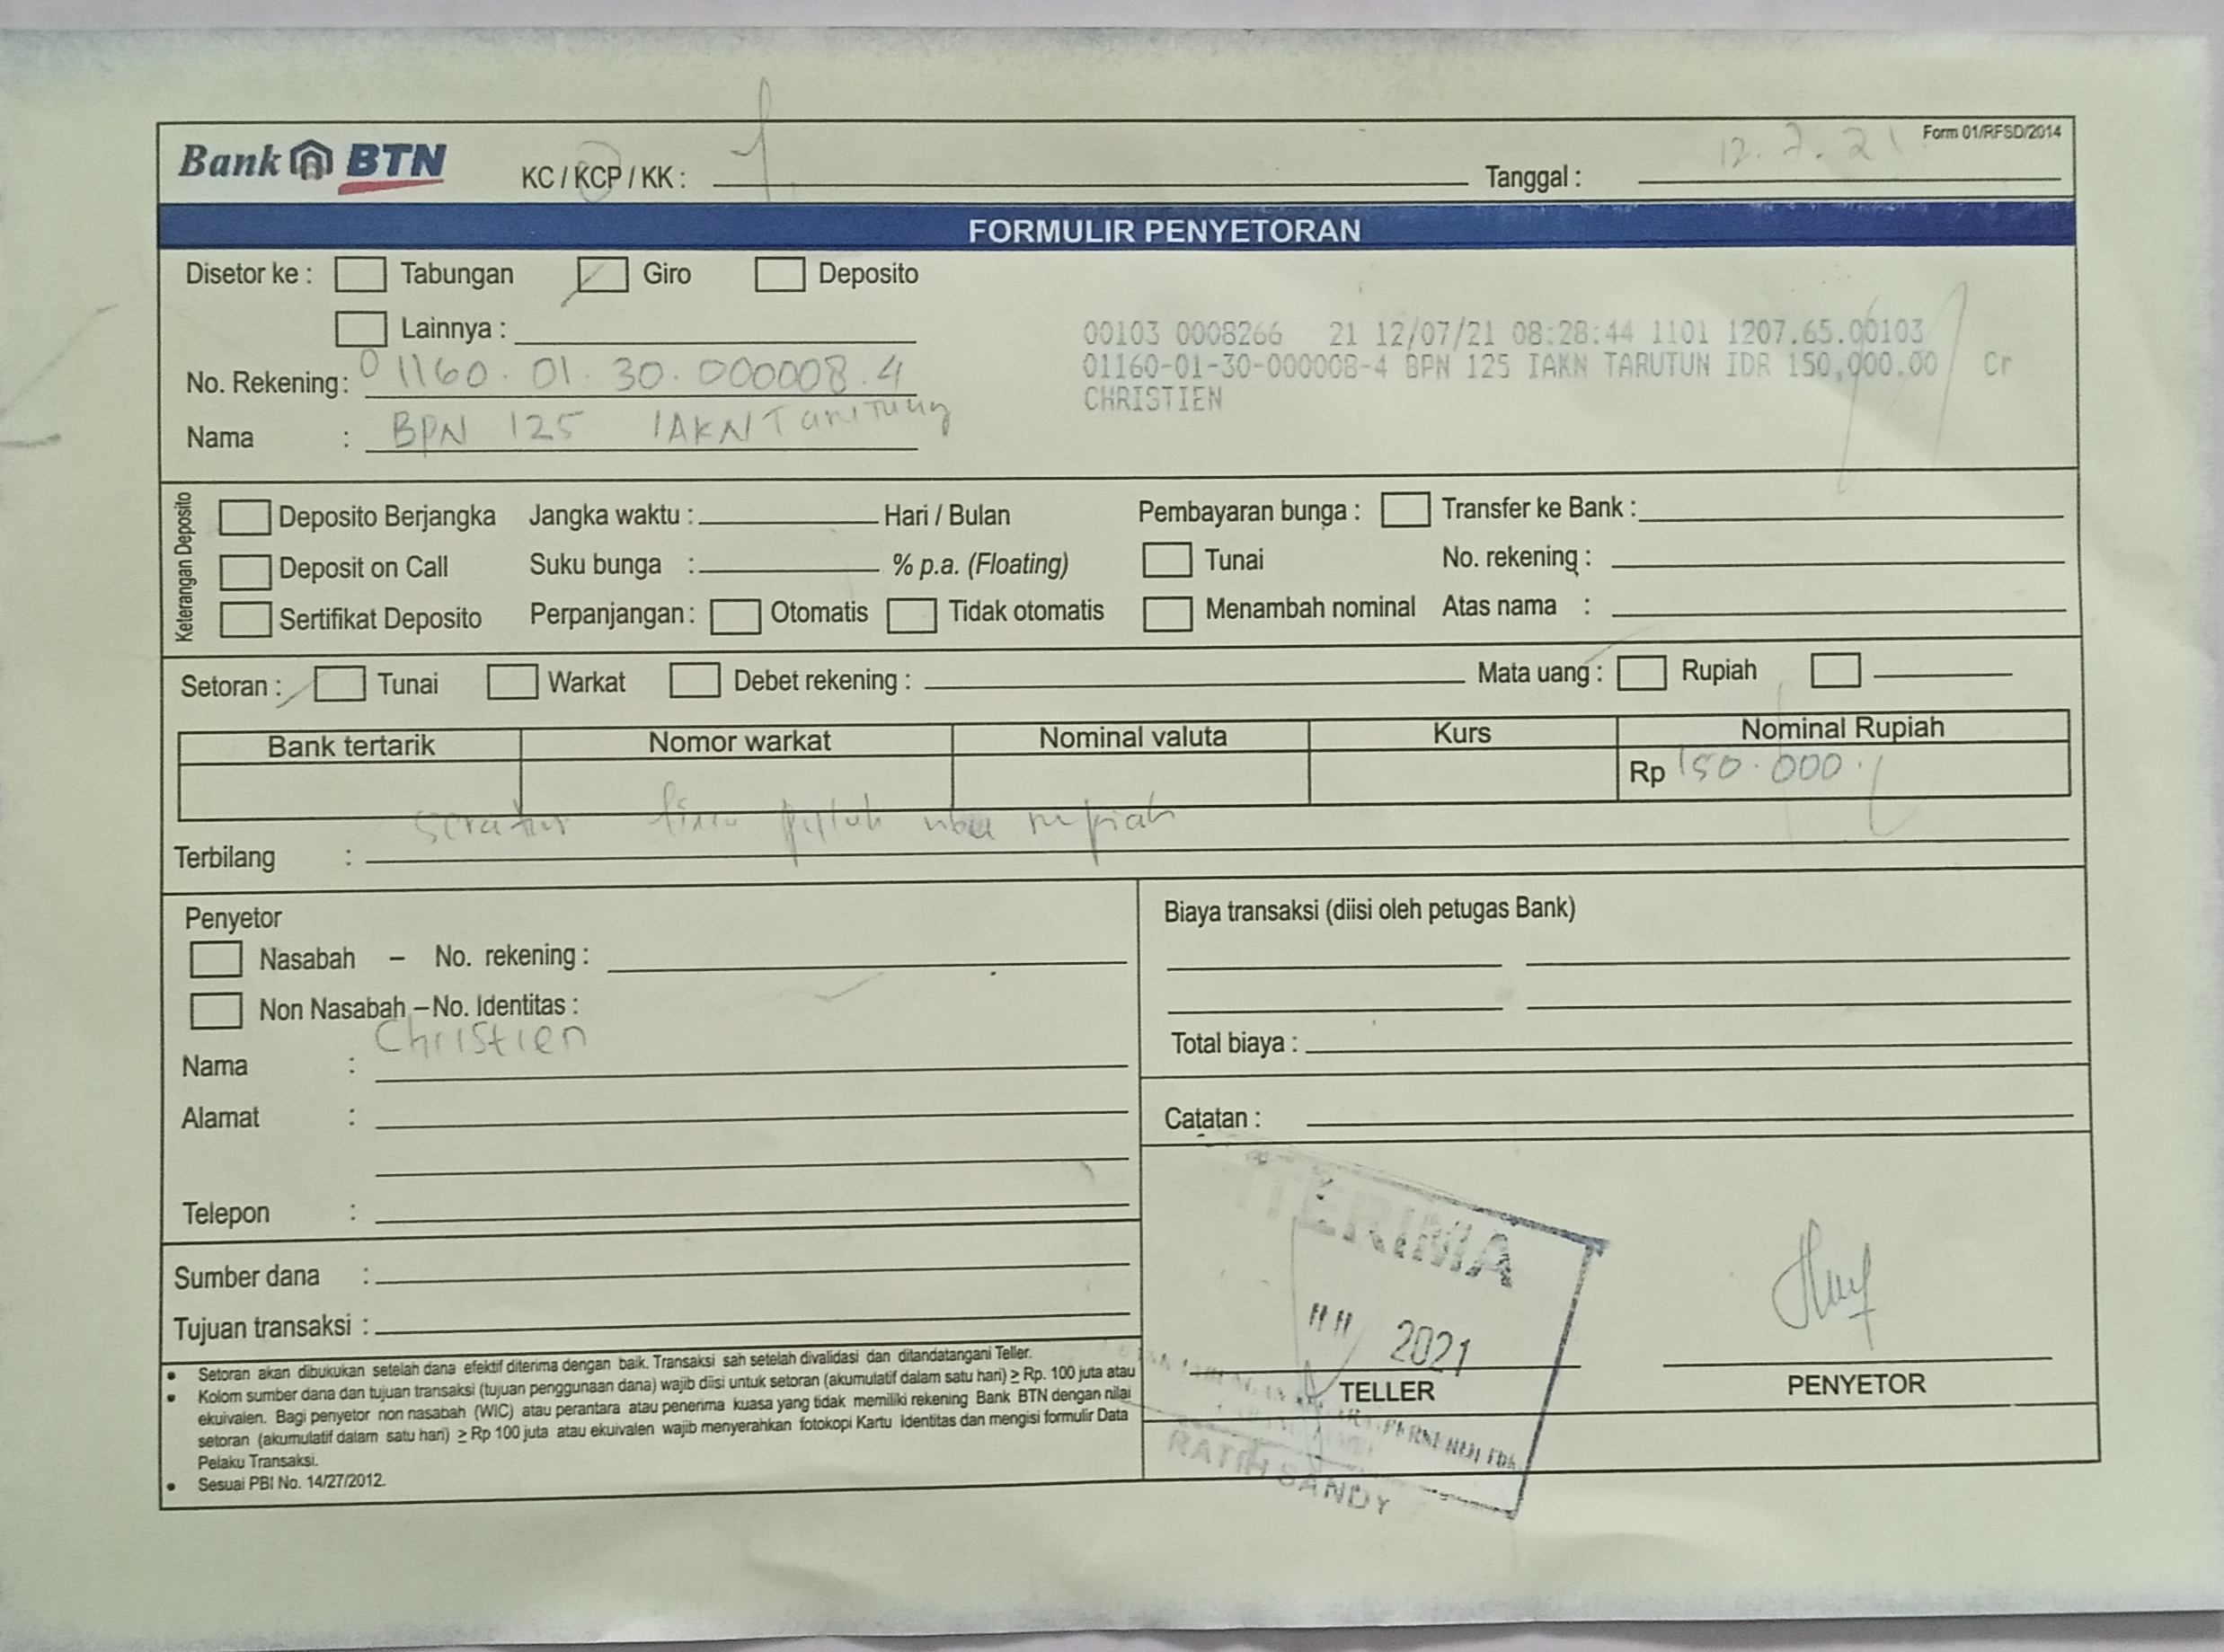 Form 01/RFSD/2014
Bank BTN KC / KCP / KK : Tanggal : 12.7.21
FORMULIR PENYETORAN
Disetor ke : Tabungan Giro Deposito
Lainnya :
No. Rekening : 01160.01.30.000008.4
Nama : BPN 125 IAKN Tarutung
00103 0008266 21 12/07/21 08:28:44 1101 1207.65.00103
01160-01-30-000008-4 BPN 125 IAKN TARUTUN IDR 150,000.00 Cr
CHRISTIEN
Keterangan Deposito
Deposito Berjangka Jangka waktu : Hari / Bulan Pembayaran bunga : Transfer ke Bank :
Deposit on Call Suku bunga : % p.a. (Floating) Tunai No. rekening :
Sertifikat Deposito Perpanjangan : Otomatis Tidak otomatis Menambah nominal Atas nama :
Setoran : Tunai Warkat Debet rekening : Mata uang : Rupiah
Bank tertarik Nomor warkat Nominal valuta Kurs Nominal Rupiah
Rp 150.000.
Terbilang : seratus lima puluh ribu rupiah
Penyetor
Nasabah – No. rekening :
Non Nasabah – No. Identitas :
Nama : Christien
Alamat :
Telepon :
Sumber dana :
Tujuan transaksi :
Biaya transaksi (diisi oleh petugas Bank)
Total biaya :
Catatan :
TERIMA
2021
TELLER
PENYETOR
RATIH SANDY
• Setoran akan dibukukan setelah dana efektif diterima dengan baik. Transaksi sah setelah divalidasi dan ditandatangani Teller.
• Kolom sumber dana dan tujuan transaksi (tujuan penggunaan dana) wajib diisi untuk setoran (akumulatif dalam satu hari) ≥ Rp. 100 juta atau
ekuivalen. Bagi penyetor non nasabah (WIC) atau perantara atau penerima kuasa yang tidak memiliki rekening Bank BTN dengan nilai
setoran (akumulatif dalam satu hari) ≥ Rp 100 juta atau ekuivalen wajib menyerahkan fotokopi Kartu Identitas dan mengisi formulir Data
Pelaku Transaksi.
• Sesuai PBI No. 14/27/2012.